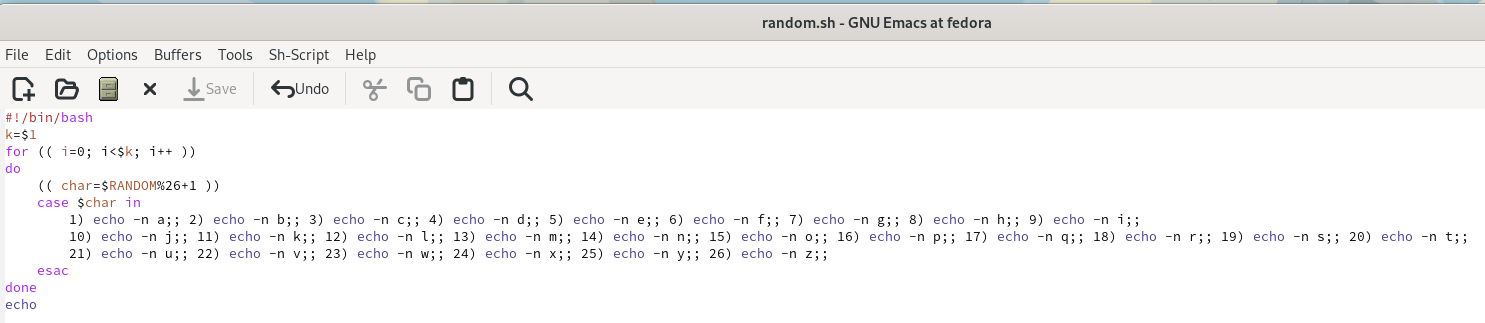 random.sh - GNU Emacs at fedora
File Edit Options Buffers Tools Sh-Script Help
Save Undo
#!/bin/bash
k=$1
for (( i=0; i<$k; i++ ))
do
    (( char=$RANDOM%26+1 ))
    case $char in
        1) echo -n a;; 2) echo -n b;; 3) echo -n c;; 4) echo -n d;; 5) echo -n e;; 6) echo -n f;; 7) echo -n g;; 8) echo -n h;; 9) echo -n i;;
        10) echo -n j;; 11) echo -n k;; 12) echo -n l;; 13) echo -n m;; 14) echo -n n;; 15) echo -n o;; 16) echo -n p;; 17) echo -n q;; 18) echo -n r;; 19) echo -n s;; 20) echo -n t;;
        21) echo -n u;; 22) echo -n v;; 23) echo -n w;; 24) echo -n x;; 25) echo -n y;; 26) echo -n z;;
    esac
done
echo